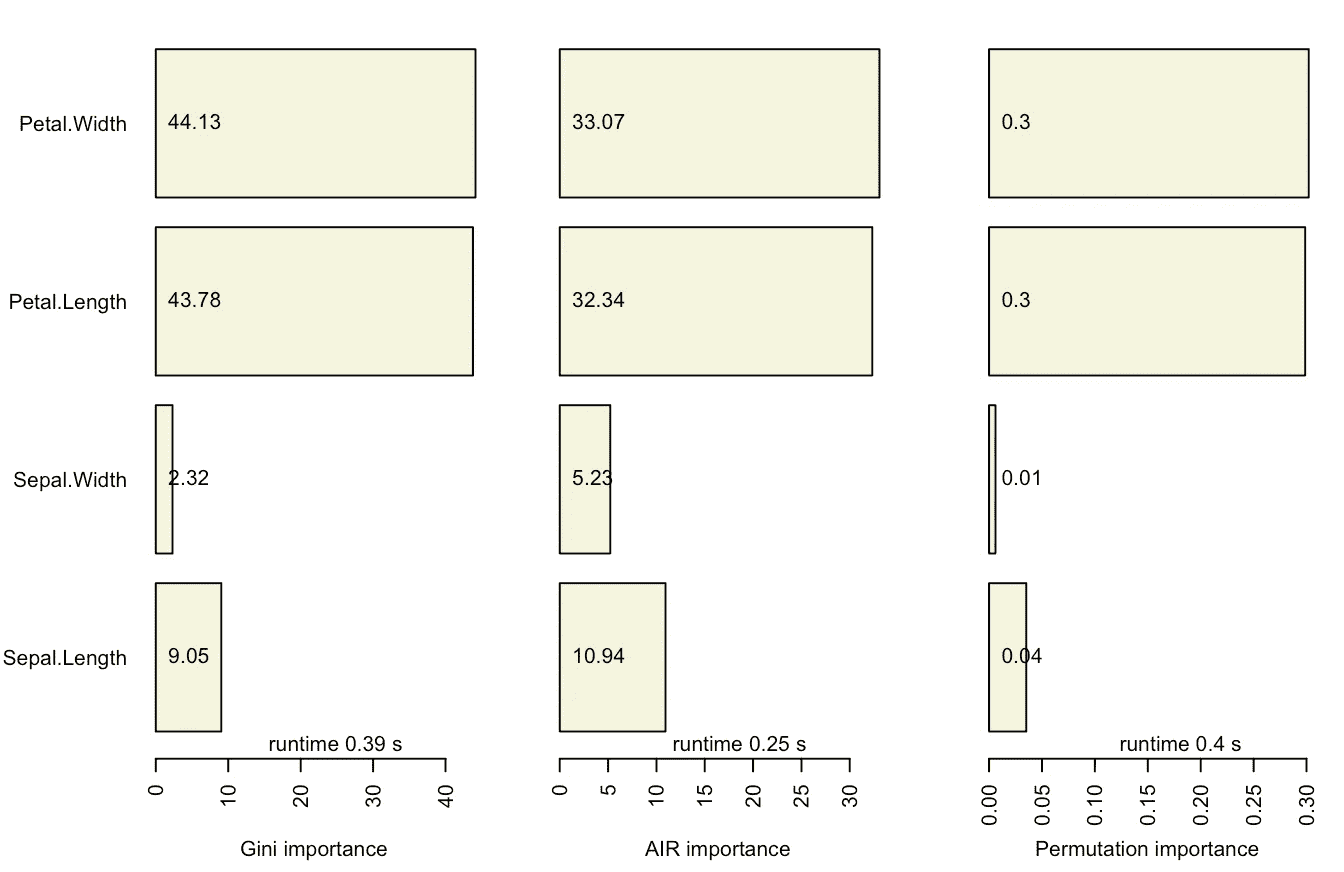 Petal.Width 44.13 33.07 0.3
Petal.Length 43.78 32.34 0.3
Sepal.Width 2.32 5.23 0.01
Sepal.Length 9.05 10.94 0.04
runtime 0.39 s runtime 0.25 s runtime 0.4 s
0 10 20 30 40 0 5 10 15 20 25 30 0.00 0.05 0.10 0.15 0.20 0.25 0.30
Gini importance AIR importance Permutation importance